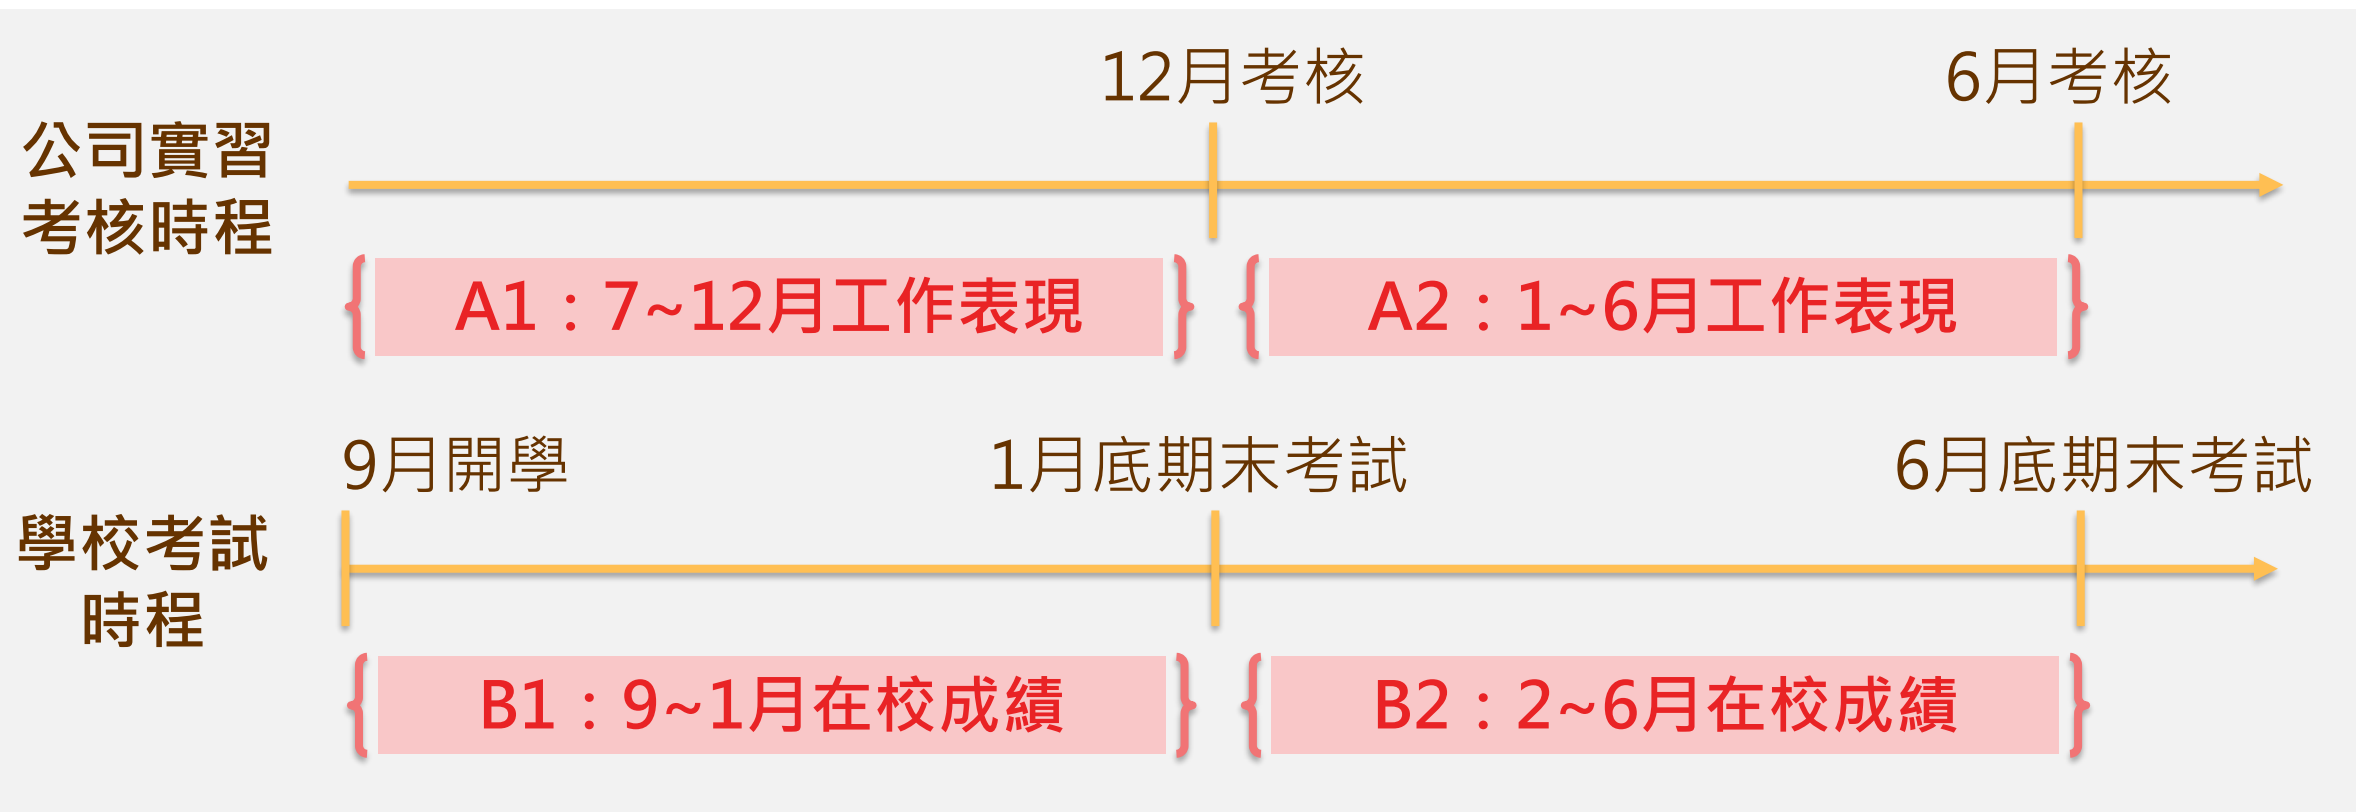 12月考核
6月考核
公司實習
考核時程
A1：7~12月工作表現
A2：1~6月工作表現
9月開學
1月底期末考試
6月底期末考試
學校考試
時程
B1：9~1月在校成績
B2：2~6月在校成績